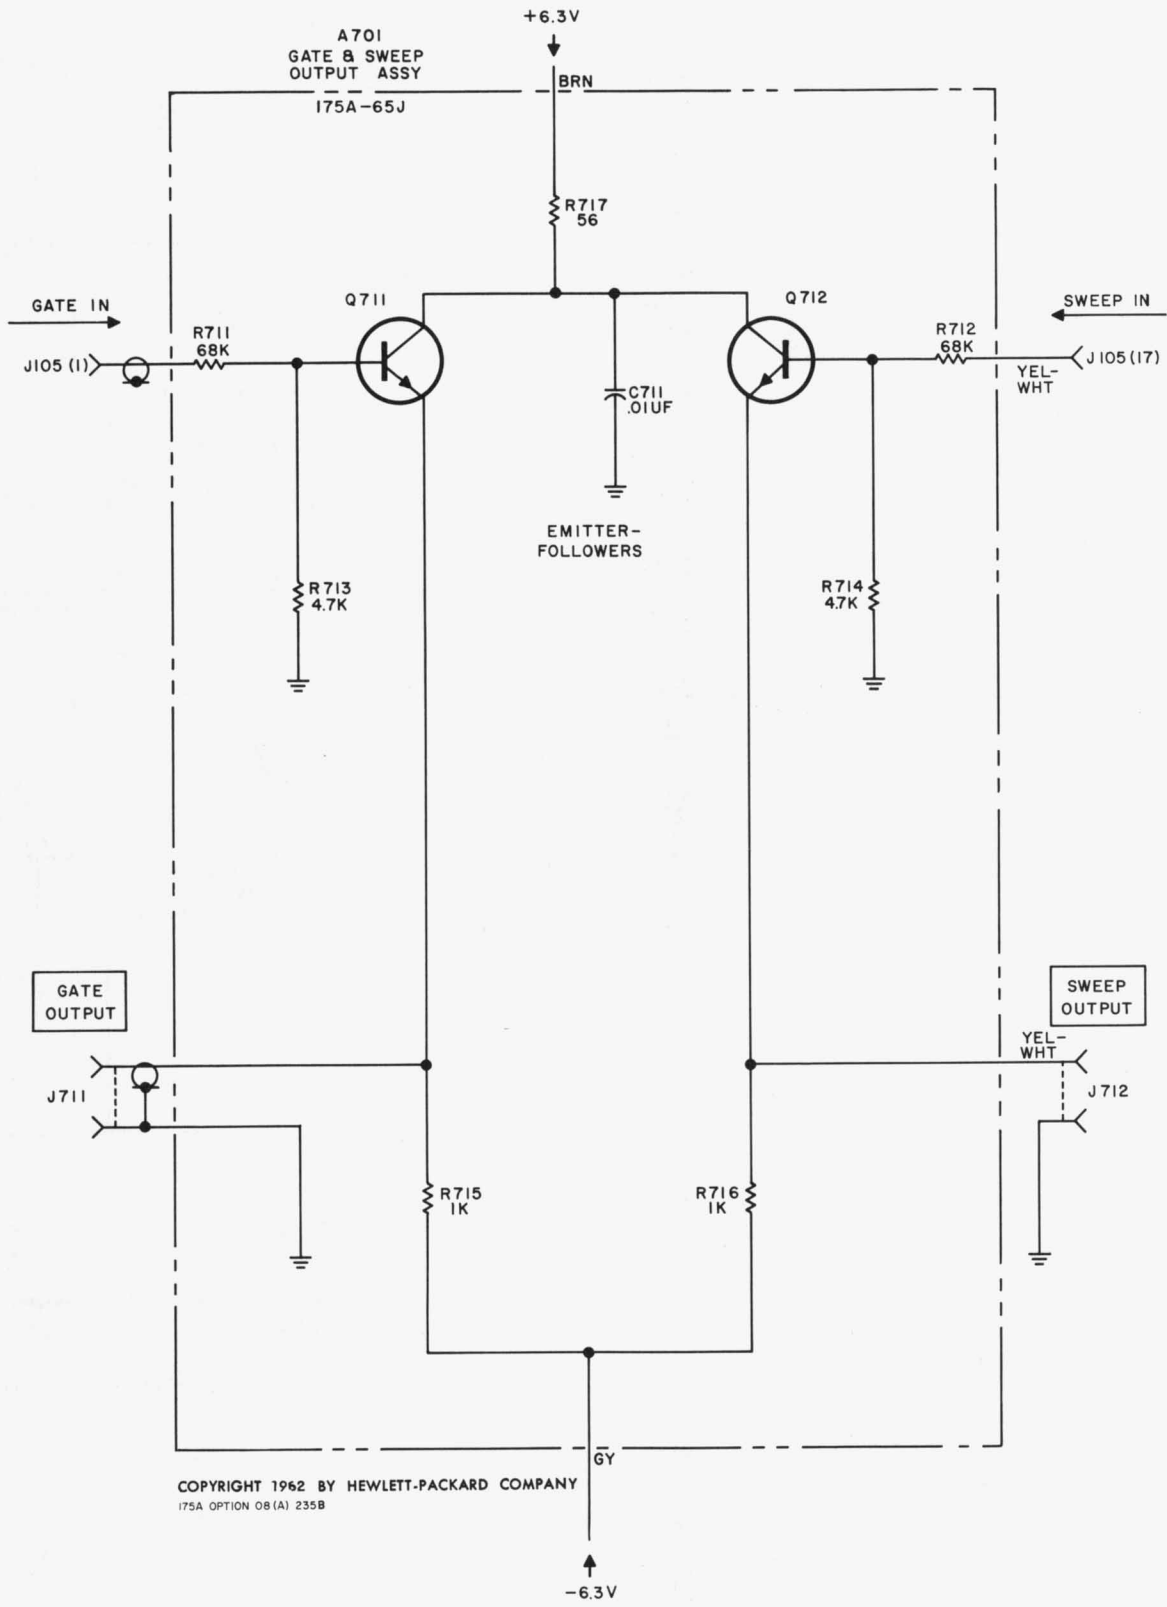 +6.3V
A701
GATE & SWEEP
OUTPUT ASSY
BRN
175A-65J
R717
56
Q711
Q712
GATE IN
SWEEP IN
R711
68K
R712
68K
J105 (1)
J105 (17)
YEL-
WHT
C711
.01UF
EMITTER-
FOLLOWERS
R713
4.7K
R714
4.7K
GATE
OUTPUT
SWEEP
OUTPUT
YEL-
WHT
J711
J712
R715
1K
R716
1K
GY
COPYRIGHT 1962 BY HEWLETT-PACKARD COMPANY
175A OPTION 08 (A) 235B
-6.3V